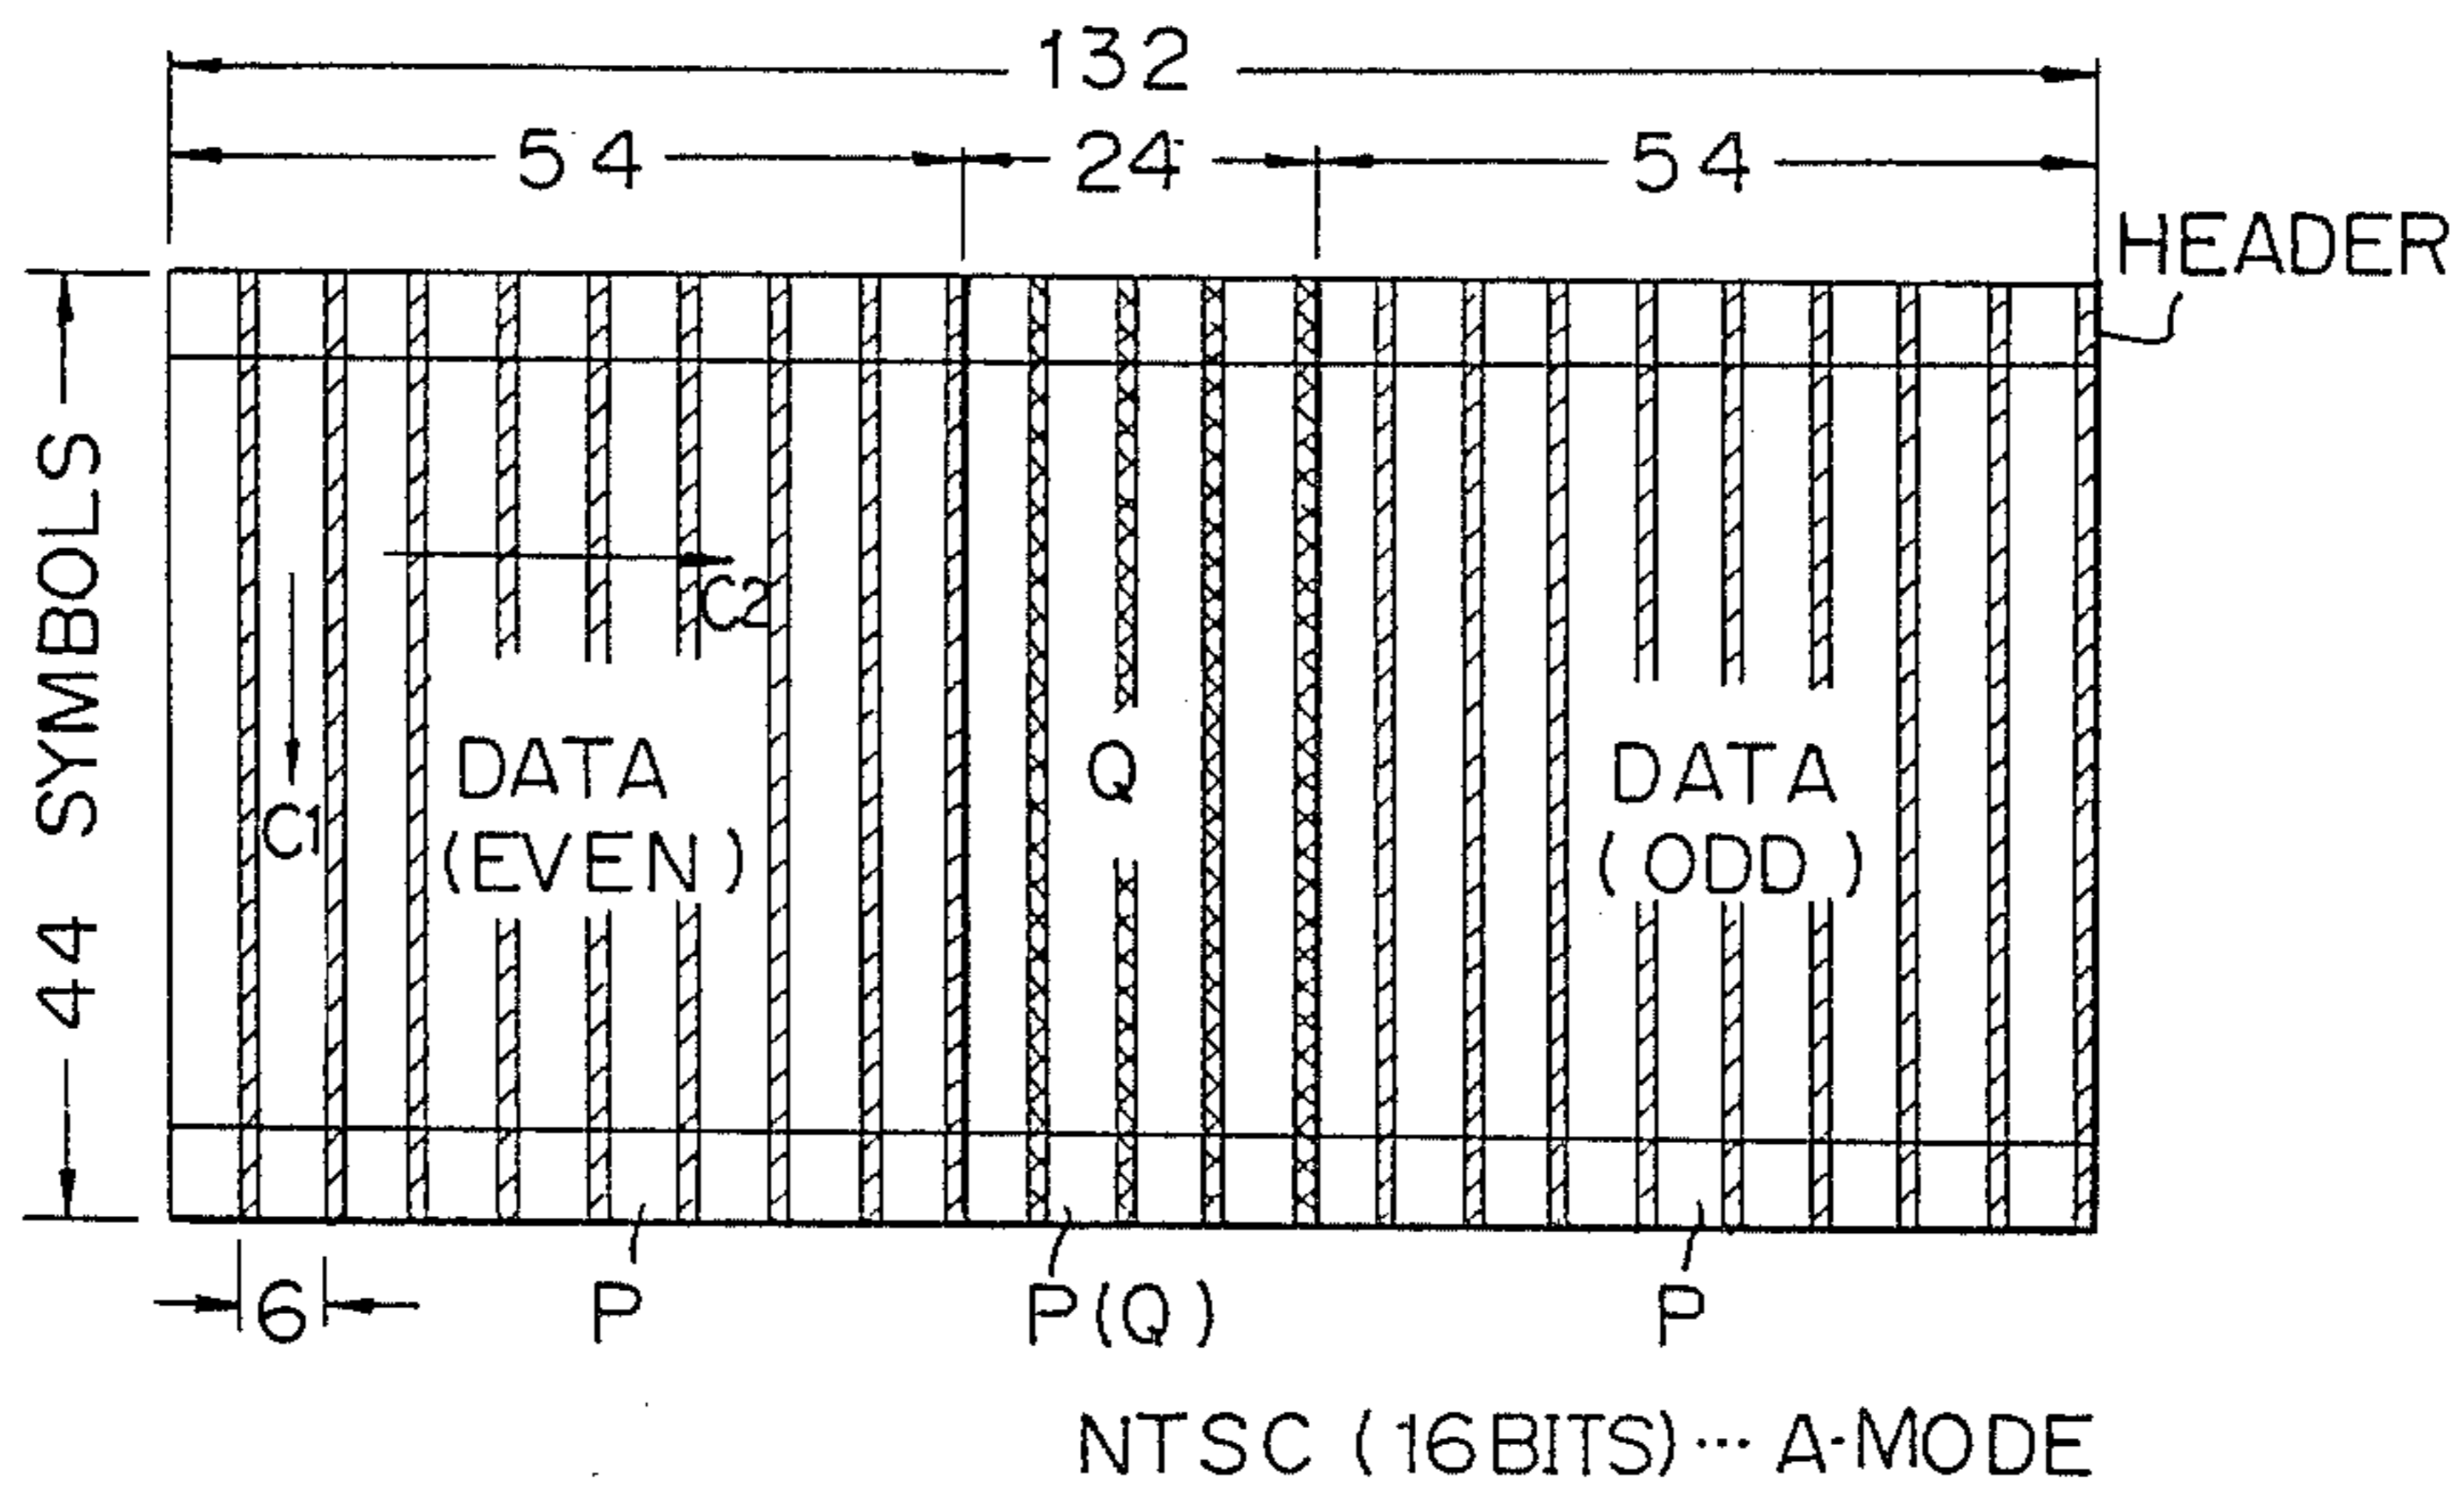 132
54 24 54
HEADER
44 SYMBOLS
C2
C1
DATA (EVEN)
Q
DATA (ODD)
6
P
P(Q)
P
NTSC (16BITS)··· A·MODE